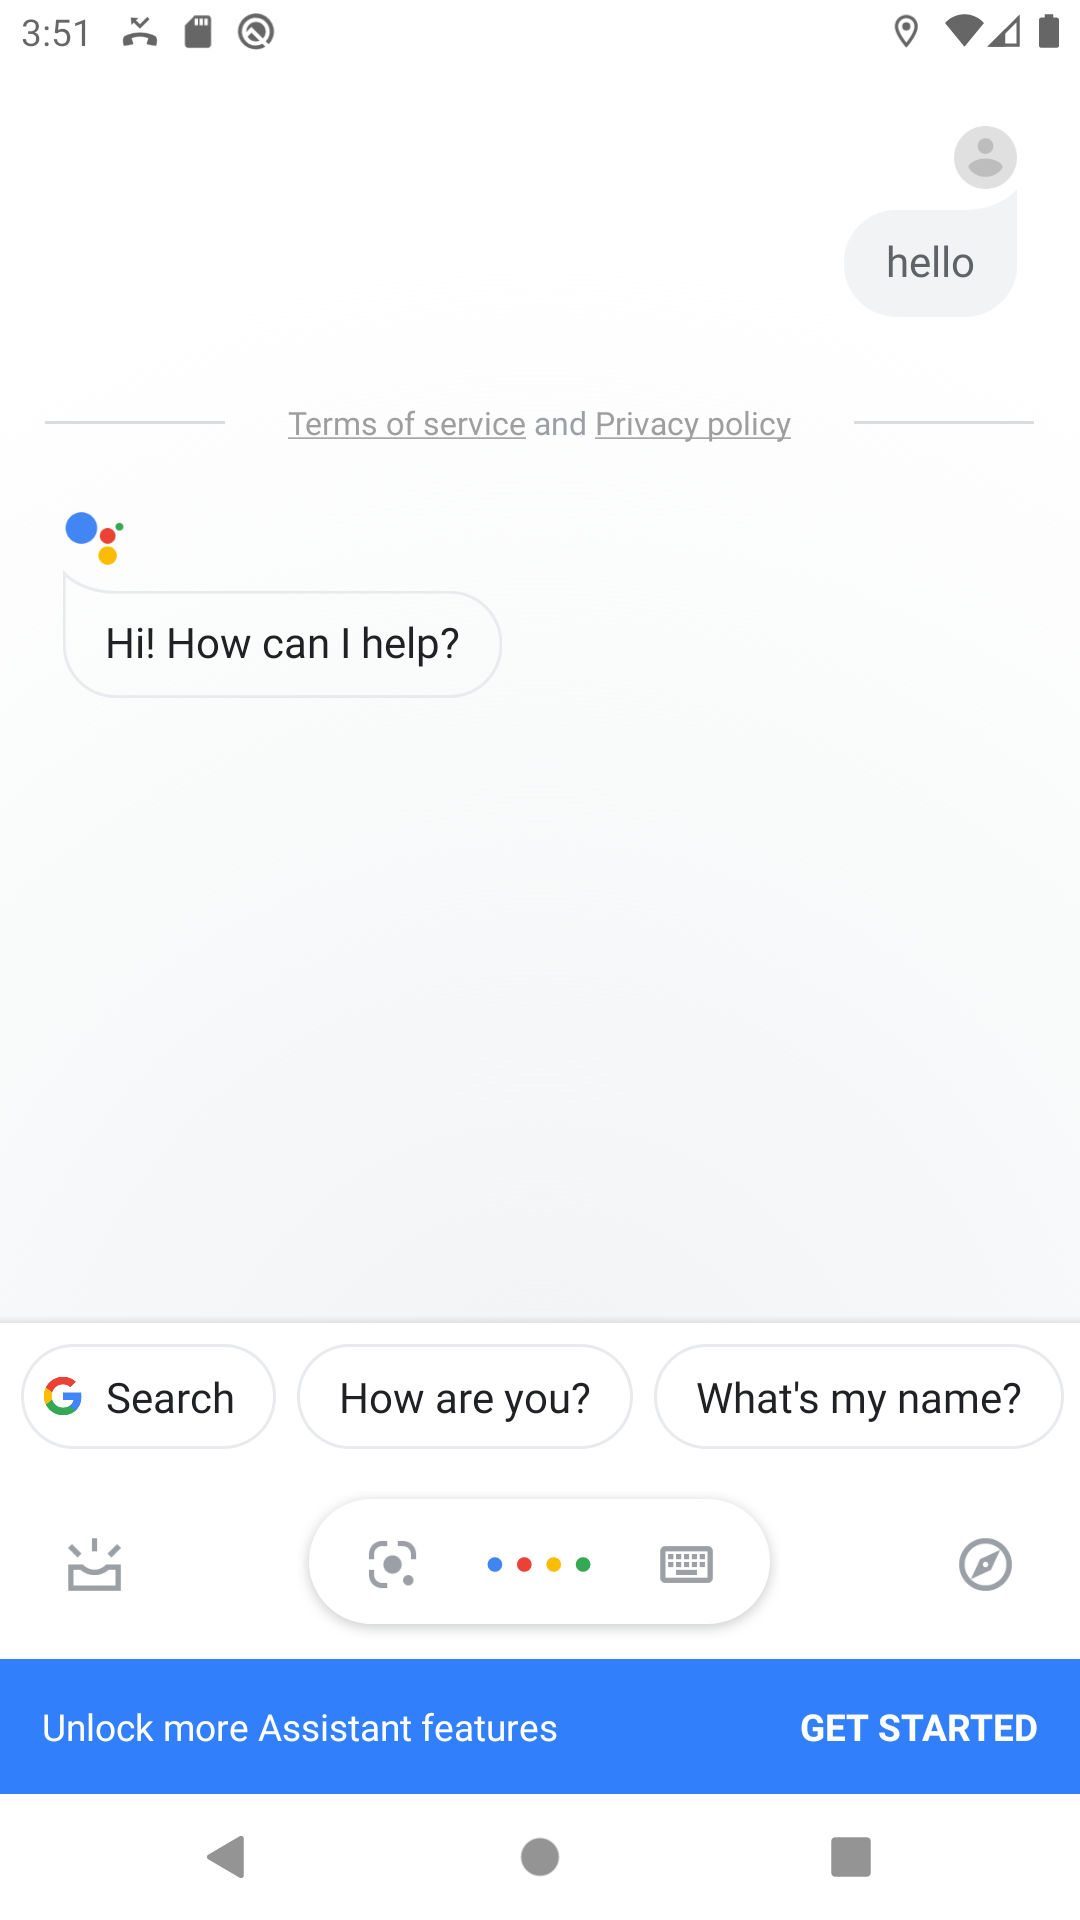 3:51
hello
Terms of service and Privacy policy
Hi! How can I help?
Search
How are you?
What's my name?
Unlock more Assistant features
GET STARTED